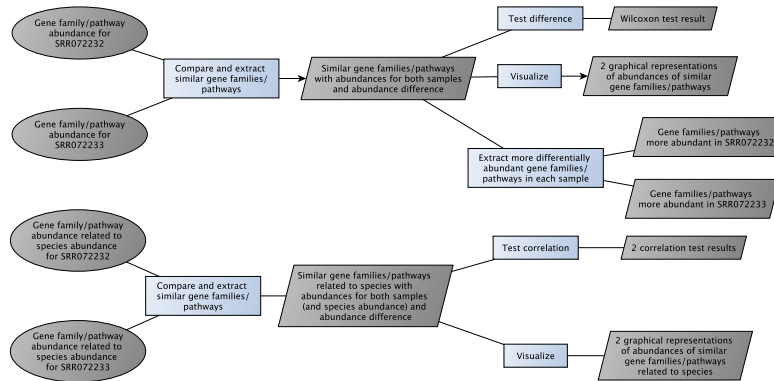 Gene family/pathway
abundance for
SRR072232
Compare and extract
similar gene families/
pathways
Gene family/pathway
abundance for
SRR072233
Similar gene families/pathways
with abundances for both samples
and abundance difference
Test difference
Wilcoxon test result
Visualize
2 graphical representations
of abundances of similar
gene families/pathways
Extract more differentially
abundant gene families/
pathways in each sample
Gene families/pathways
more abundant in SRR072232
Gene families/pathways
more abundant in SRR072233
Gene family/pathway
abundance related to
species abundance
for SRR072232
Compare and extract
similar gene families/
pathways
Gene family/pathway
abundance related to
species abundance
for SRR072233
Similar gene families/pathways
related to species with
abundances for both samples
(and species abundance) and
abundance difference
Test correlation
2 correlation test results
Visualize
2 graphical representations
of abundances of similar
gene families/pathways
related to species